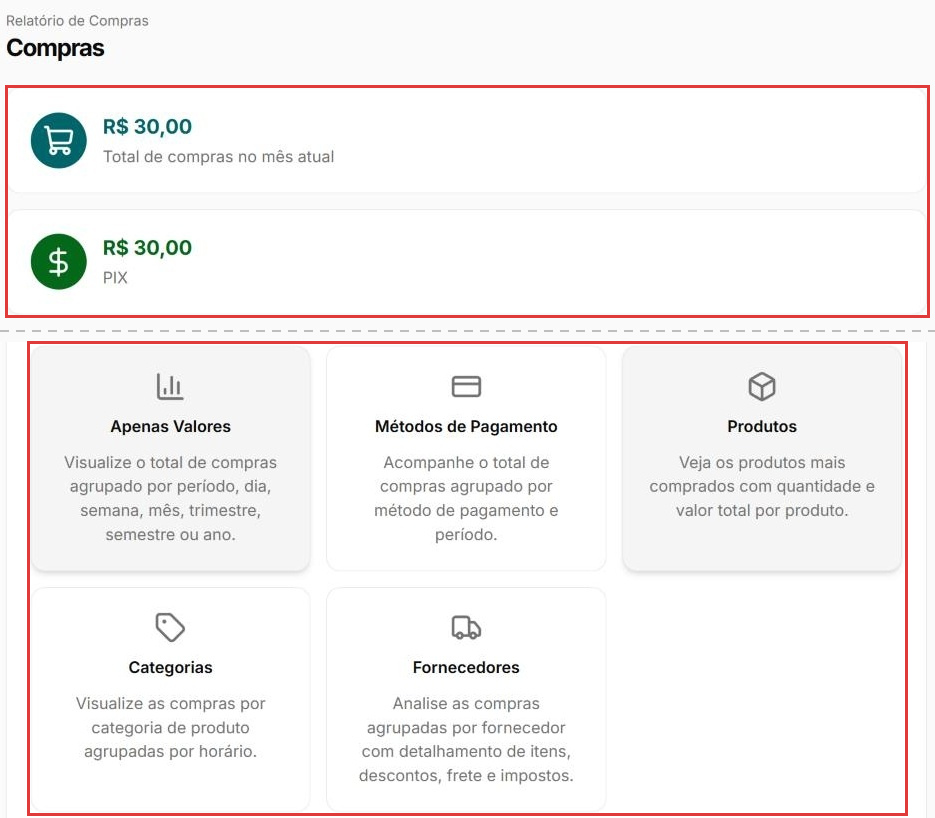 Relatório de Compras
Compras
R$ 30,00
Total de compras no mês atual
R$ 30,00
PIX
Apenas Valores
Visualize o total de compras
agrupado por período, dia,
semana, mês, trimestre,
semestre ou ano.
Métodos de Pagamento
Acompanhe o total de
compras agrupado por
método de pagamento e
período.
Produtos
Veja os produtos mais
comprados com quantidade e
valor total por produto.
Categorias
Visualize as compras por
categoria de produto
agrupadas por horário.
Fornecedores
Analise as compras
agrupadas por fornecedor
com detalhamento de itens,
descontos, frete e impostos.